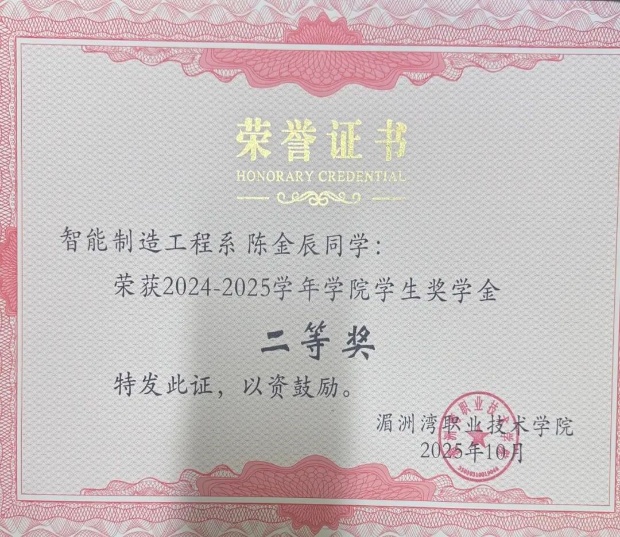 荣誉证书
HONORARY CREDENTIAL
智能制造工程系 陈金辰同学：
荣获2024-2025学年学院学生奖学金
二等奖
特发此证，以资鼓励。
湄洲湾职业技术学院
2025年10月